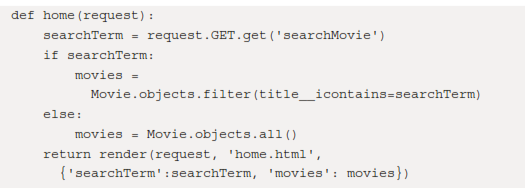 def home(request):
    searchTerm = request.GET.get('searchMovie')
    if searchTerm:
        movies =
          Movie.objects.filter(title__icontains=searchTerm)
    else:
        movies = Movie.objects.all()
    return render(request, 'home.html',
      {'searchTerm':searchTerm, 'movies': movies})